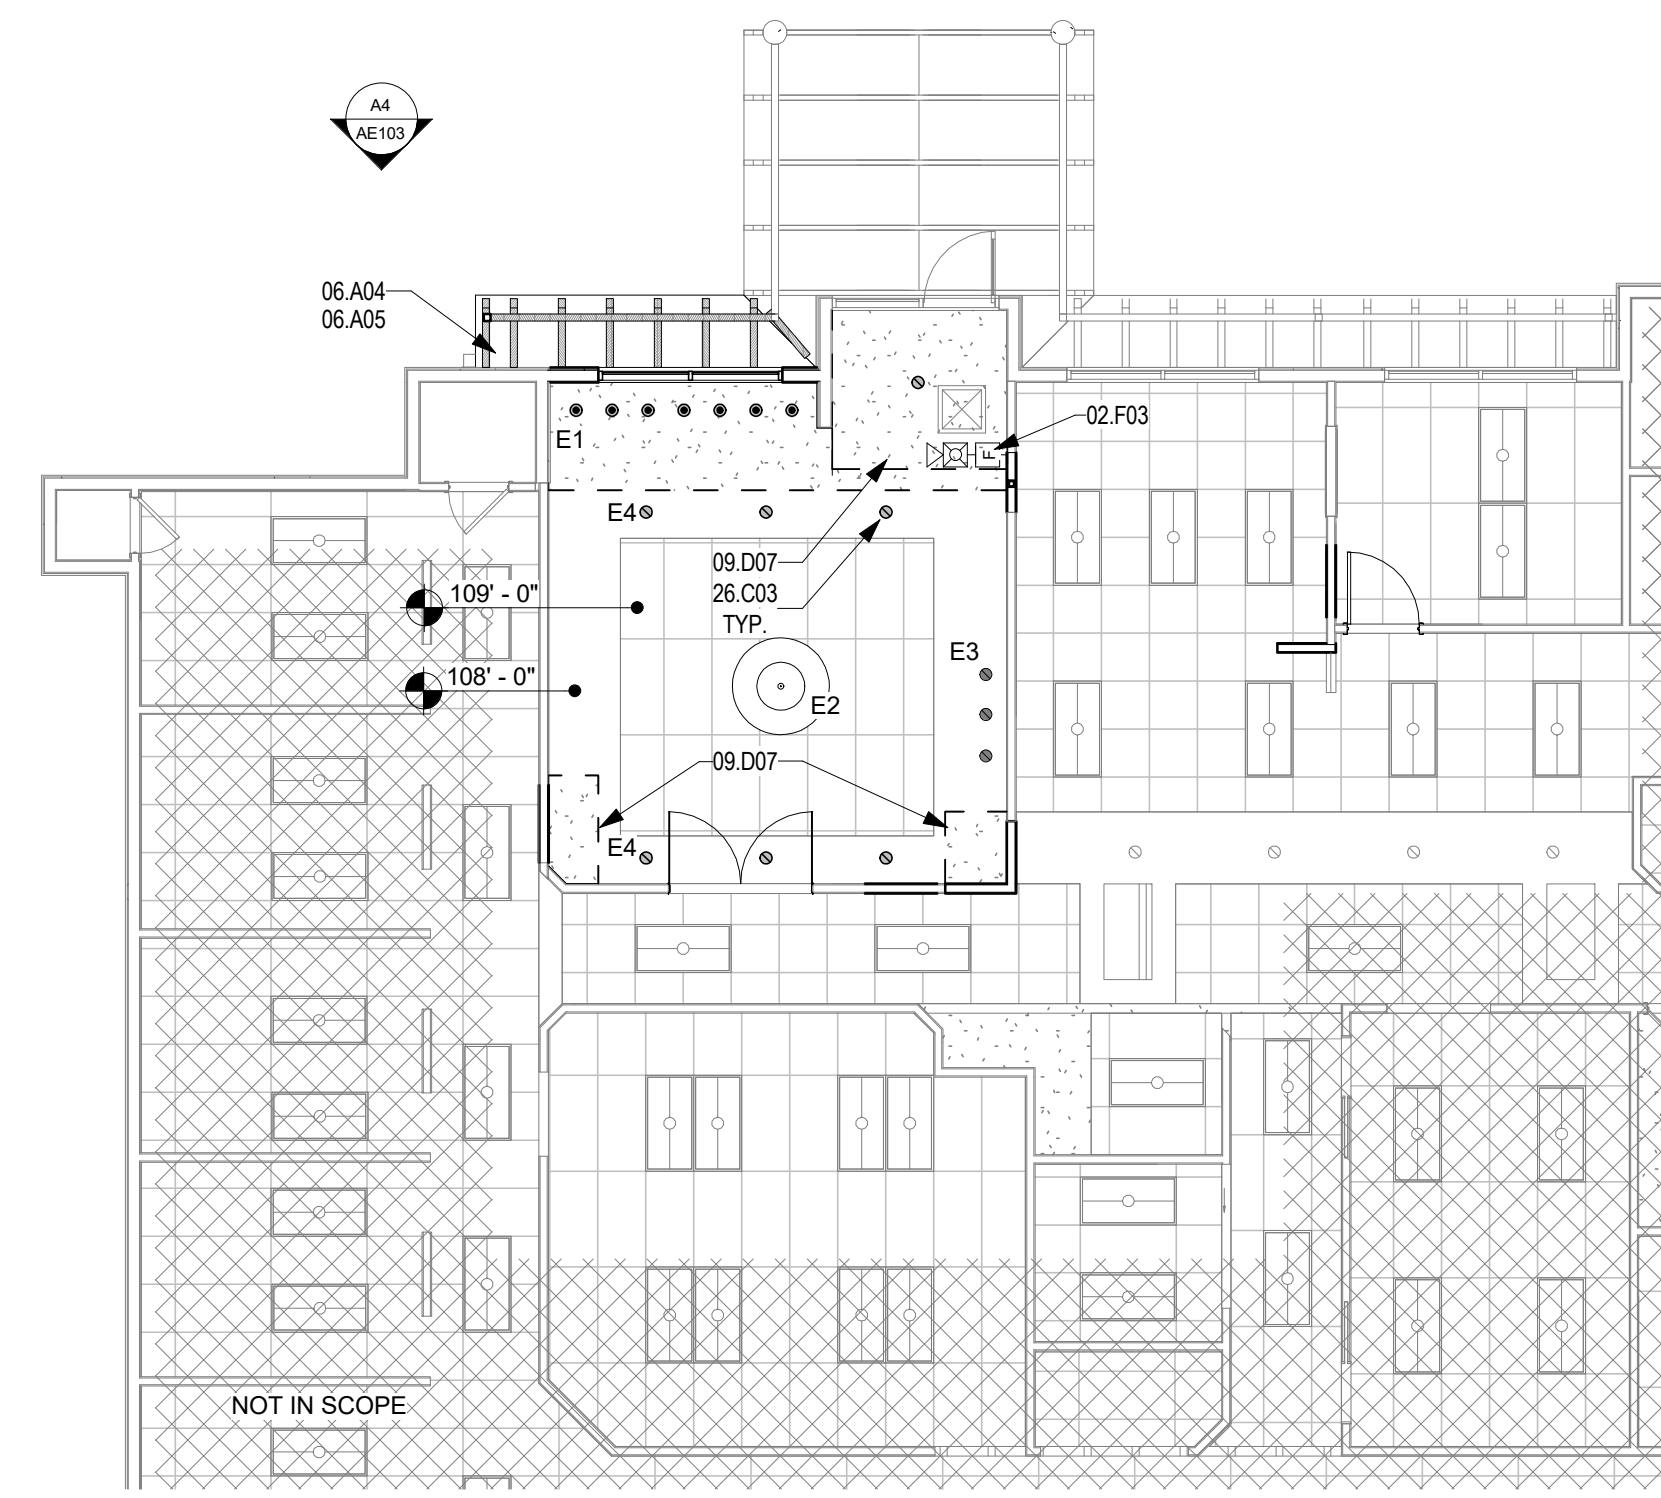 A4
AE103
06.A04
06.A05
02.F03
E1
F
E4
09.D07
26.C03
TYP.
109' - 0"
E3
108' - 0"
E2
09.D07
E4
NOT IN SCOPE